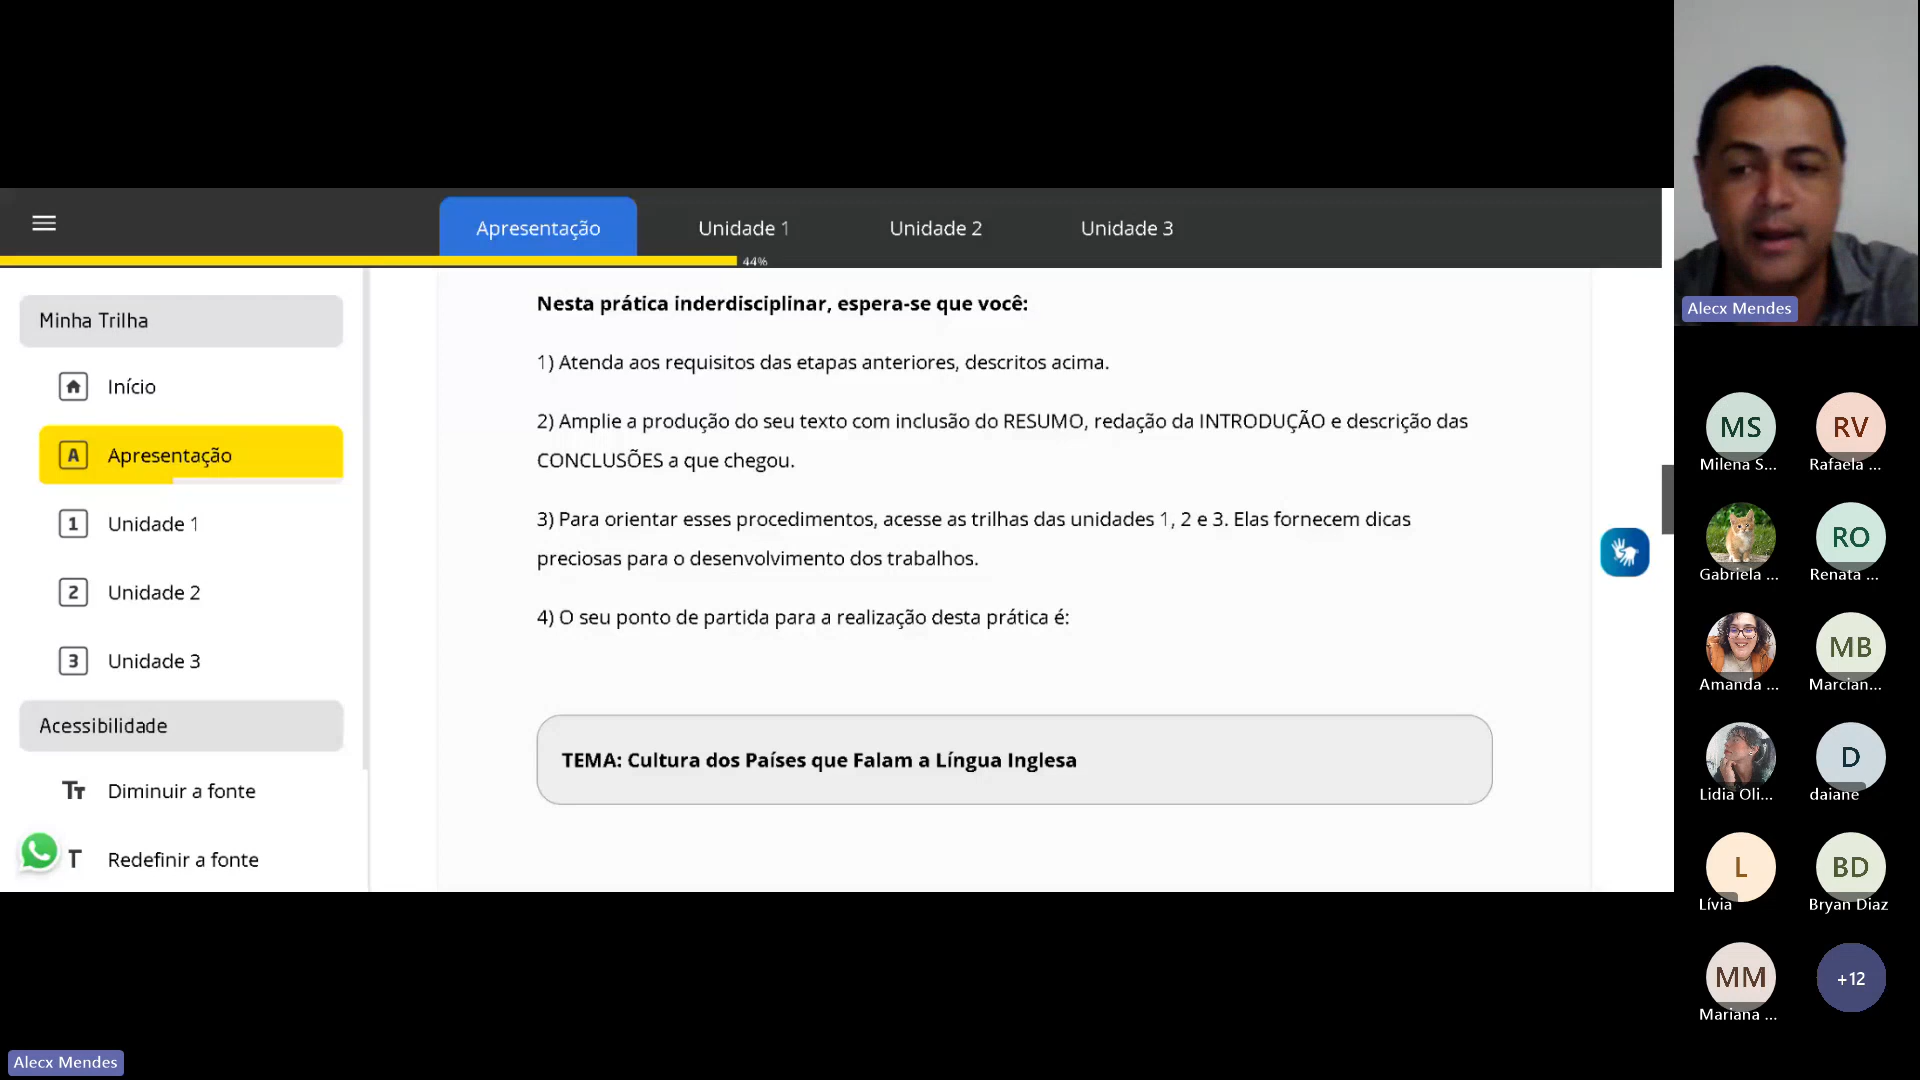 Apresentação
Unidade 1
Unidade 2
Unidade 3
44%
Minha Trilha
Início
A
Apresentação
1
Unidade 1
2
Unidade 2
3
Unidade 3
Acessibilidade
TT
Diminuir a fonte
T
Redefinir a fonte
Nesta prática inderdisciplinar, espera-se que você:
1) Atenda aos requisitos das etapas anteriores, descritos acima.
2) Amplie a produção do seu texto com inclusão do RESUMO, redação da INTRODUÇÃO e descrição das
CONCLUSÕES a que chegou.
3) Para orientar esses procedimentos, acesse as trilhas das unidades 1, 2 e 3. Elas fornecem dicas
preciosas para o desenvolvimento dos trabalhos.
4) O seu ponto de partida para a realização desta prática é:
TEMA: Cultura dos Países que Falam a Língua Inglesa
Alecx Mendes
MS
RV
Milena S...
Rafaela ...
RO
Gabriela ...
Renata ...
MB
Amanda ...
Marcian...
D
Lidia Oli...
daiane
L
BD
Lívia
Bryan Diaz
MM
+12
Mariana ...
Alecx Mendes